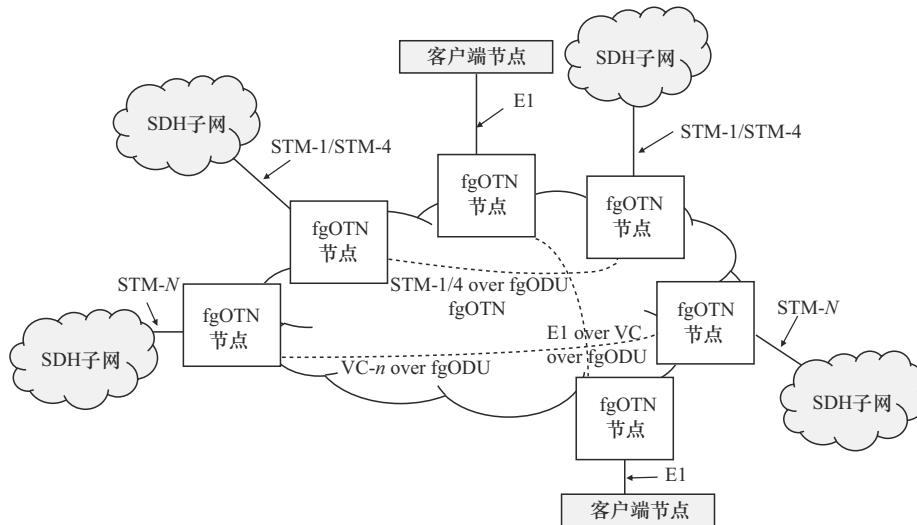 客户端节点
SDH子网
E1
SDH子网
STM-1/STM-4
STM-1/STM-4
fgOTN
节点
fgOTN
节点
fgOTN
节点
STM-1/4 over fgODU
fgOTN
STM-N
fgOTN
节点
fgOTN
节点
STM-N
SDH子网
E1 over VC
over fgODU
VC-n over fgODU
SDH子网
fgOTN
节点
E1
客户端节点